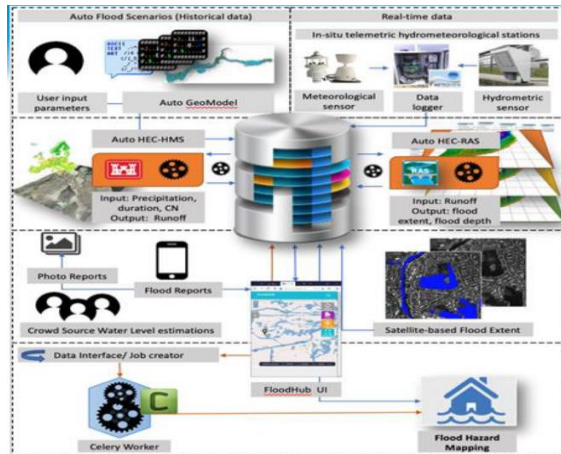 Auto Flood Scenarios (Historical data)
Real-time data
In-situ telemetric hydrometeorological stations
User input
parameters
Auto GeoModel
Meteorological
sensor
Data
logger
Hydrometric
sensor
Auto HEC-HMS
Auto HEC-RAS
RAS
Input: Precipitation,
duration, CN
Output: Runoff
Input: Runoff
Output: flood
extent, flood depth
Photo Reports
Flood Reports
Crowd Source Water Level estimations
Satellite-based Flood Extent
Data Interface/ Job creator
FloodHub UI
C
Celery Worker
Flood Hazard
Mapping